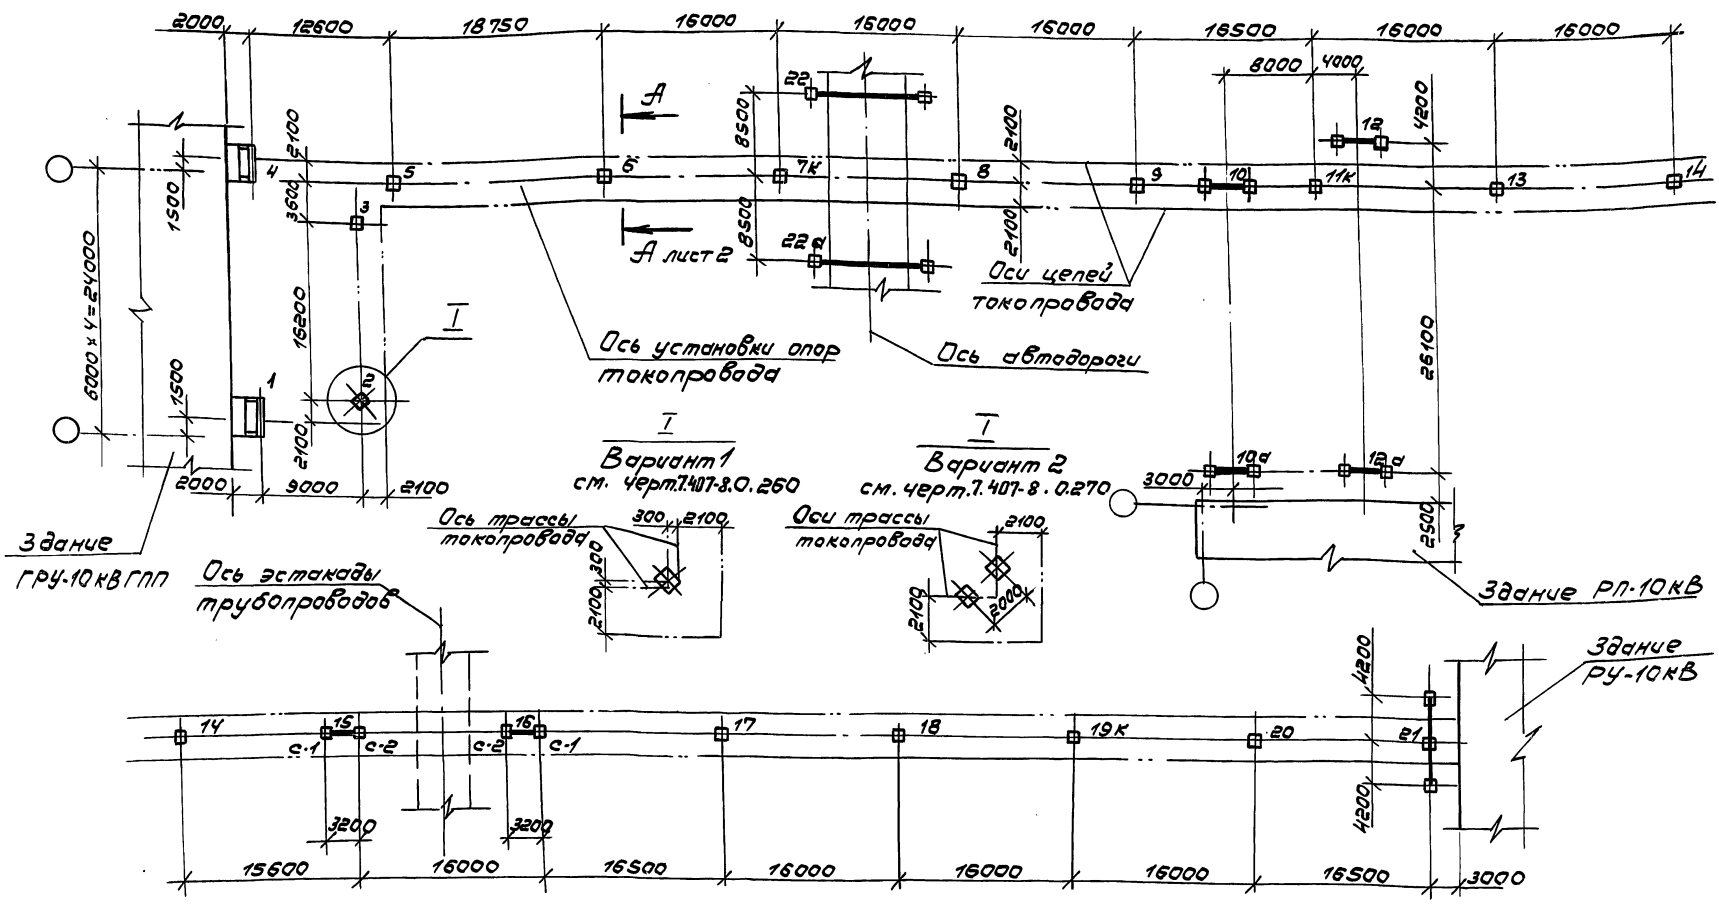 2000
12600
18750
16000
16000
16000
16500
16000
16000
8000
4000
4200
22
А
8500
2100
2100
12
4
5
6
7к
8
9
10
11к
13
14
1500
3600
3
8500
2100
22а
А лист 2
Оси цепей
токопровода
6000 х 4 = 24000
16200
I
Ось установки опор
токопровода
Ось автодороги
26100
1
2
1500
2100
I
Вариант 1
см. черт.7.407-8.0.260
I
Вариант 2
см. черт.7.407-8.0.270
10а
12а
3000
2500
2000
9000
2100
Ось трассы
токопровода
300
2100
300
2100
Оси трассы
токопровода
2100
2000
2100
Здание
ГРУ-10кВ ГПП
Ось эстакады
трубопроводов
Здание РП-10кВ
Здание
РУ-10кВ
4200
14
15
16
17
18
19к
20
21
с-1
с-2
с-2
с-1
4200
3200
3200
15600
16000
16500
16000
16000
16000
16500
3000